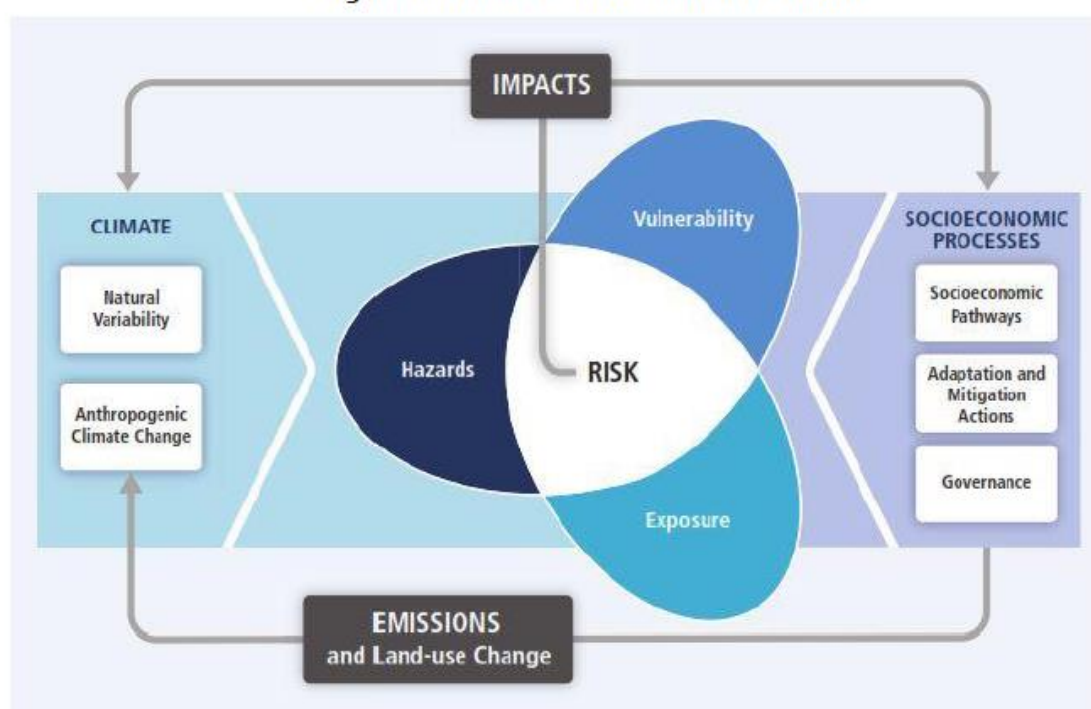 IMPACTS
CLIMATE
Natural
Variability
Anthropogenic
Climate Change
Hazards
Vulnerability
RISK
Exposure
SOCIOECONOMIC
PROCESSES
Socioeconomic
Pathways
Adaptation and
Mitigation
Actions
Governance
EMISSIONS
and Land-use Change